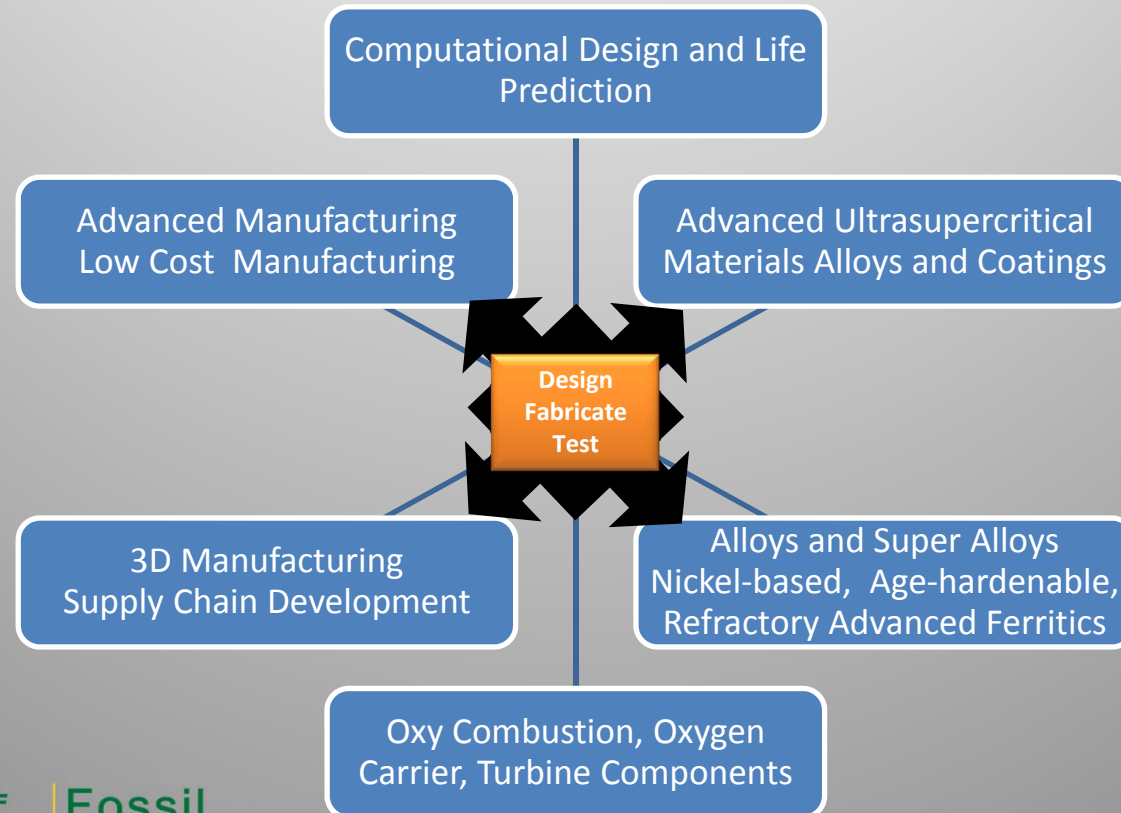 Computational Design and Life
Prediction
Advanced Manufacturing
Low Cost Manufacturing
Advanced Ultrasupercritical
Materials Alloys and Coatings
Design
Fabricate
Test
3D Manufacturing
Supply Chain Development
Alloys and Super Alloys
Nickel-based, Age-hardenable,
Refractory Advanced Ferritics
Oxy Combustion, Oxygen
Carrier, Turbine Components
Fossil